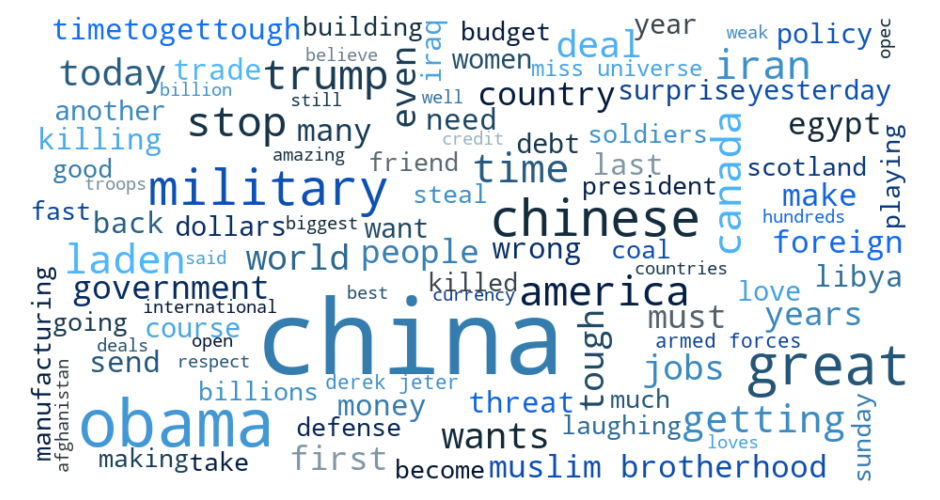 timetogettough building year
budget deal weak policy opec
believe women miss universe iran
today trade trump even iraq
billion still well country surprise yesterday
another stop many need egypt
killing amazing credit debt soldiers canada
good troops friend time last scotland playing
military steal president make
fast back dollars biggest want chinese hundreds
laden said world people wrong coal foreign
government killed currency america countries libya
manufacturing international best love
going course china tough must years
deals open armed forces
afghanistan send respect jobs great
billions derek jeter
obama money threat much sunday
defense wants laughing getting
making take first loves
become muslim brotherhood